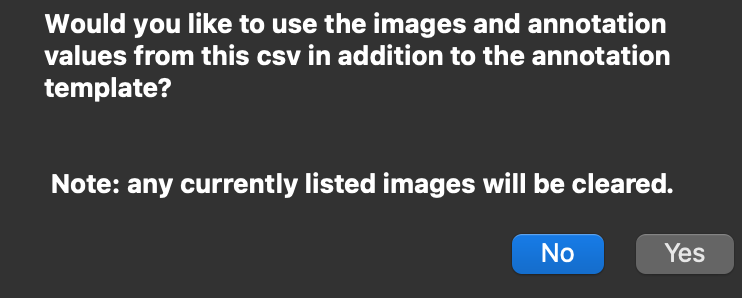 Would you like to use the images and annotation
values from this csv in addition to the annotation
template?
Note: any currently listed images will be cleared.
No
Yes